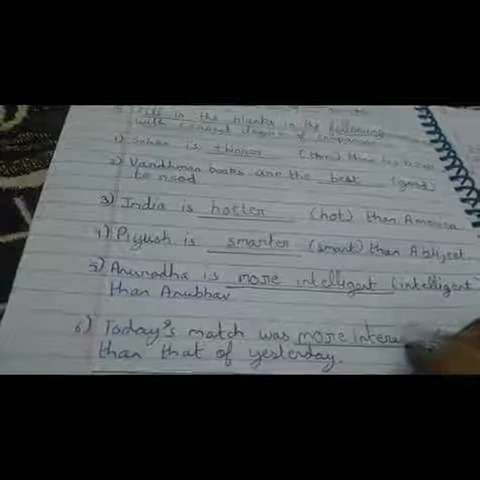 Fill in the blanks in the following
with correct degree of comparison
1) Sohan is thinner than his
2) Vardhman books are the best (good)
to read
3) India is hotter (hot) than America
4) Piyush is smarter (smart) than Abhijeet.
5) Anuradha is more intelligent (intelligent
than Anubhav
6) Today's match was more intere
than that of yesterday.